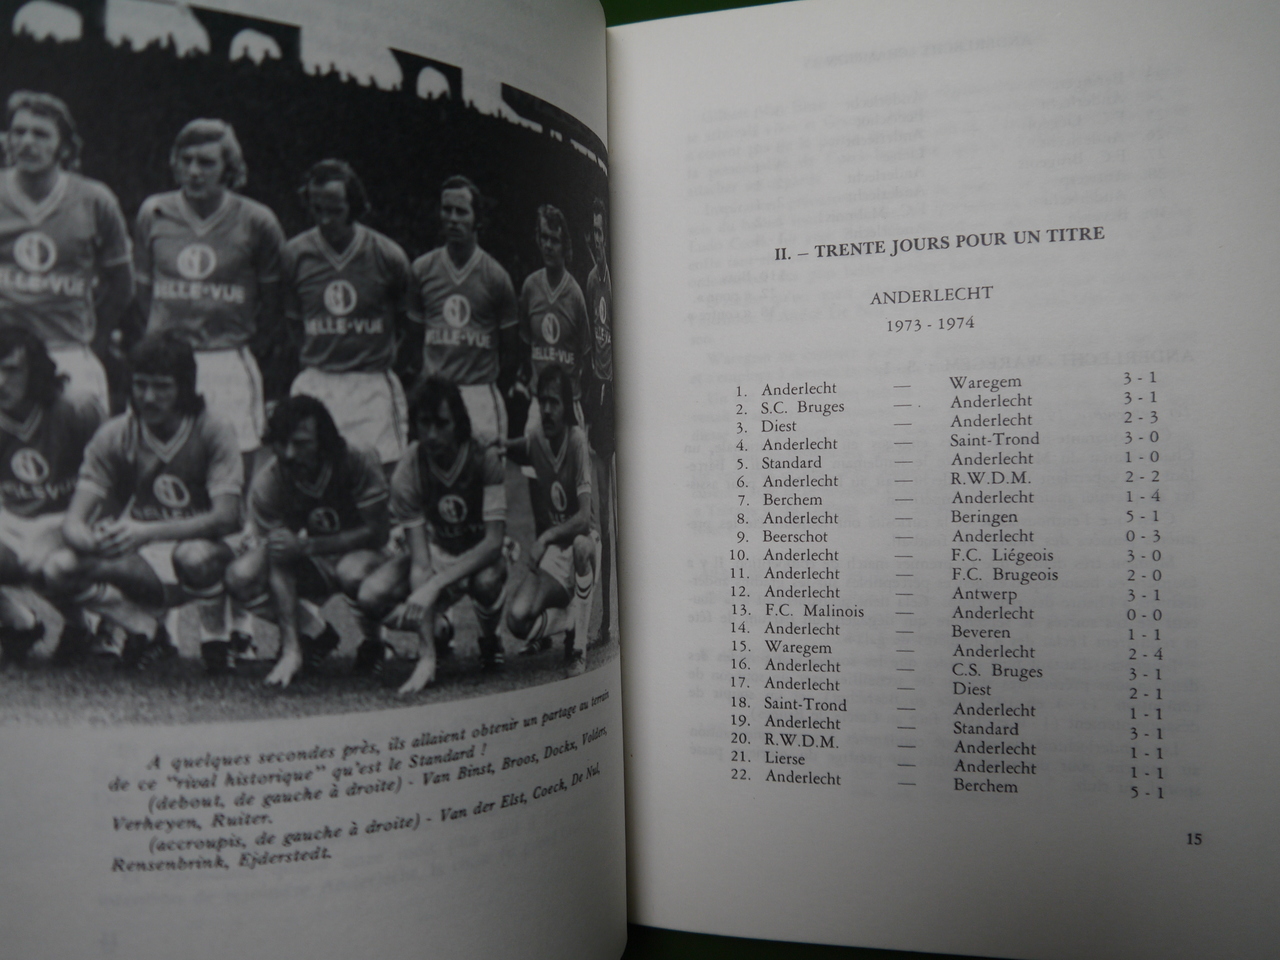 BELLE-VUE
BELLE-VUE
BELLE-VUE
A quelques secondes près, ils allaient obtenir un partage au terrain
de ce "rival historique" qu'est le Standard !
(debout, de gauche à droite) - Van Binst, Broos, Dockx, Volders,
Verheyen, Ruiter.
(accroupis, de gauche à droite) - Van der Elst, Coeck, De Nul,
Rensenbrink, Ejderstedt.
II. – TRENTE JOURS POUR UN TITRE
ANDERLECHT
1973 - 1974
1. Anderlecht — Waregem 3 - 1
2. S.C. Bruges — Anderlecht 3 - 1
3. Diest — Anderlecht 2 - 3
4. Anderlecht — Saint-Trond 3 - 0
5. Standard — Anderlecht 1 - 0
6. Anderlecht — R.W.D.M. 2 - 2
7. Berchem — Anderlecht 1 - 4
8. Anderlecht — Beringen 5 - 1
9. Beerschot — Anderlecht 0 - 3
10. Anderlecht — F.C. Liégeois 3 - 0
11. Anderlecht — F.C. Brugeois 2 - 0
12. Anderlecht — Antwerp 3 - 1
13. F.C. Malinois — Anderlecht 0 - 0
14. Anderlecht — Beveren 1 - 1
15. Waregem — Anderlecht 2 - 4
16. Anderlecht — C.S. Bruges 3 - 1
17. Anderlecht — Diest 2 - 1
18. Saint-Trond — Anderlecht 1 - 1
19. Anderlecht — Standard 3 - 1
20. R.W.D.M. — Anderlecht 1 - 1
21. Lierse — Anderlecht 1 - 1
22. Anderlecht — Berchem 5 - 1
15